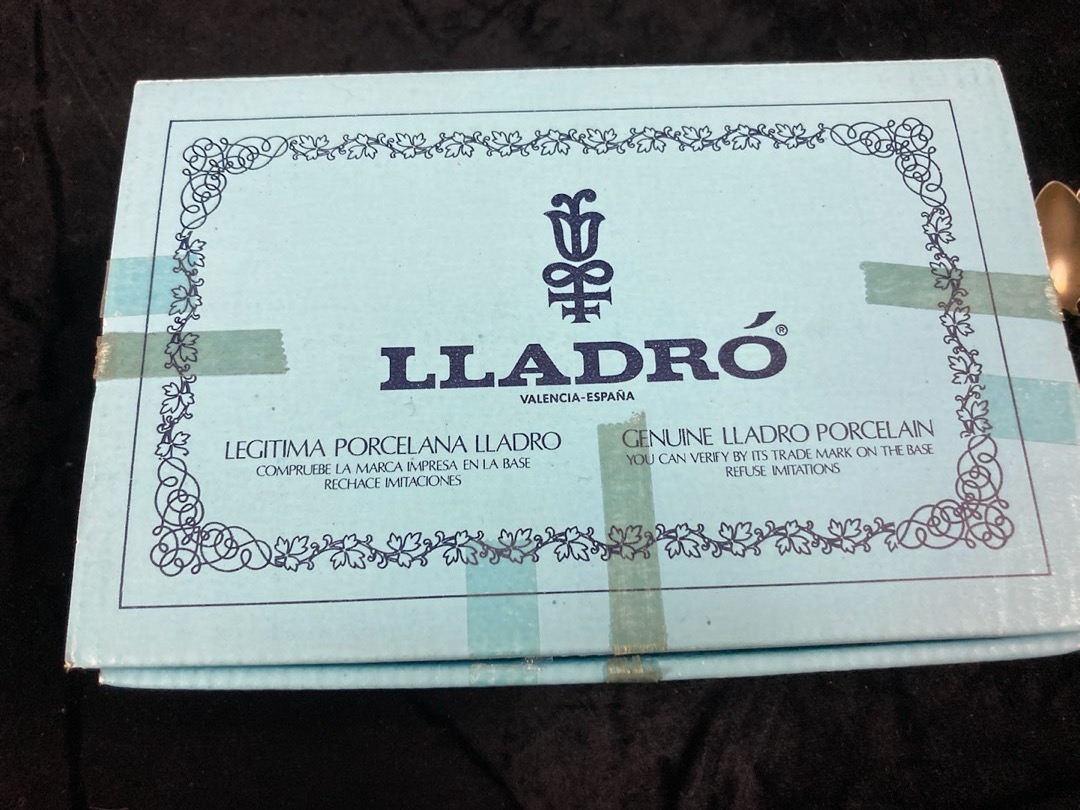 LLADRÓ®
VALENCIA-ESPAÑA
LEGITIMA PORCELANA LLADRO
COMPRUEBE LA MARCA IMPRESA EN LA BASE
RECHACE IMITACIONES
GENUINE LLADRO PORCELAIN
YOU CAN VERIFY BY ITS TRADE MARK ON THE BASE
REFUSE IMITATIONS